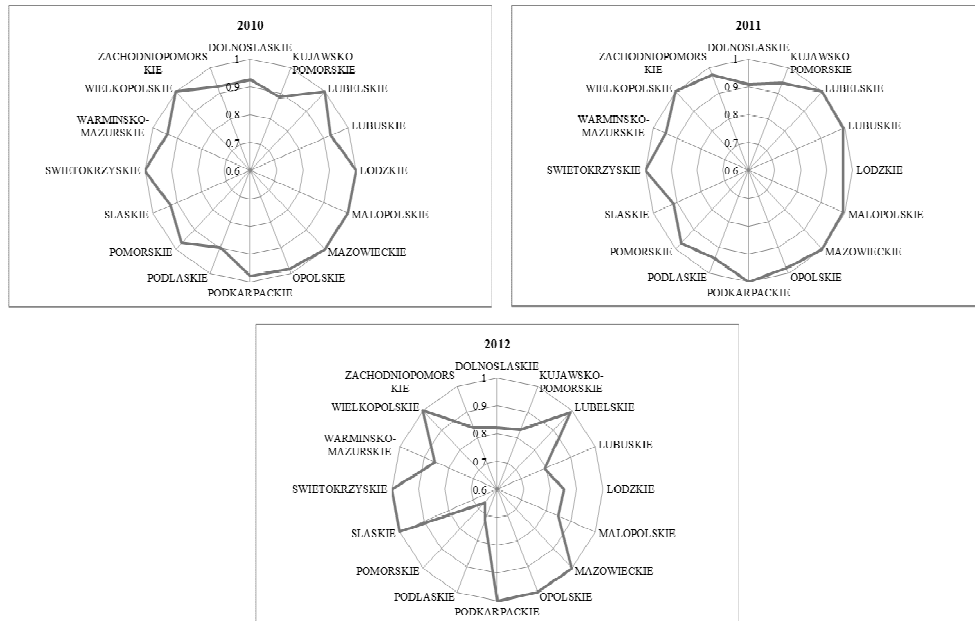 2010
DOLNOSLASKIE
ZACHODNIOPOMORS
KIE
KUJAWSKO
POMORSKIE
WIELKOPOLSKIE
LUBELSKIE
WARMINSKO-
MAZURSKIE
LUBUSKIE
SWIETOKRZYSKIE
LODZKIE
SLASKIE
MALOPOLSKIE
POMORSKIE
MAZOWIECKIE
PODLASKIE
OPOLSKIE
PODKARPACKIE
1
0.9
0.8
0.7
0.6
2011
DOLNOSLASKIE
ZACHODNIOPOMORS
KIE
KUJAWSKO
POMORSKIE
WIELKOPOLSKIE
LUBELSKIE
WARMINSKO-
MAZURSKIE
LUBUSKIE
SWIETOKRZYSKIE
LODZKIE
SLASKIE
MALOPOLSKIE
POMORSKIE
MAZOWIECKIE
PODLASKIE
OPOLSKIE
PODKARPACKIE
1
0.9
0.8
0.7
0.6
2012
DOLNOSLASKIE
ZACHODNIOPOMORS
KIE
KUJAWSKO-
POMORSKIE
WIELKOPOLSKIE
LUBELSKIE
WARMINSKO-
MAZURSKIE
LUBUSKIE
SWIETOKRZYSKIE
LODZKIE
SLASKIE
MALOPOLSKIE
POMORSKIE
MAZOWIECKIE
PODLASKIE
OPOLSKIE
PODKARPACKIE
1
0.9
0.8
0.7
0.6